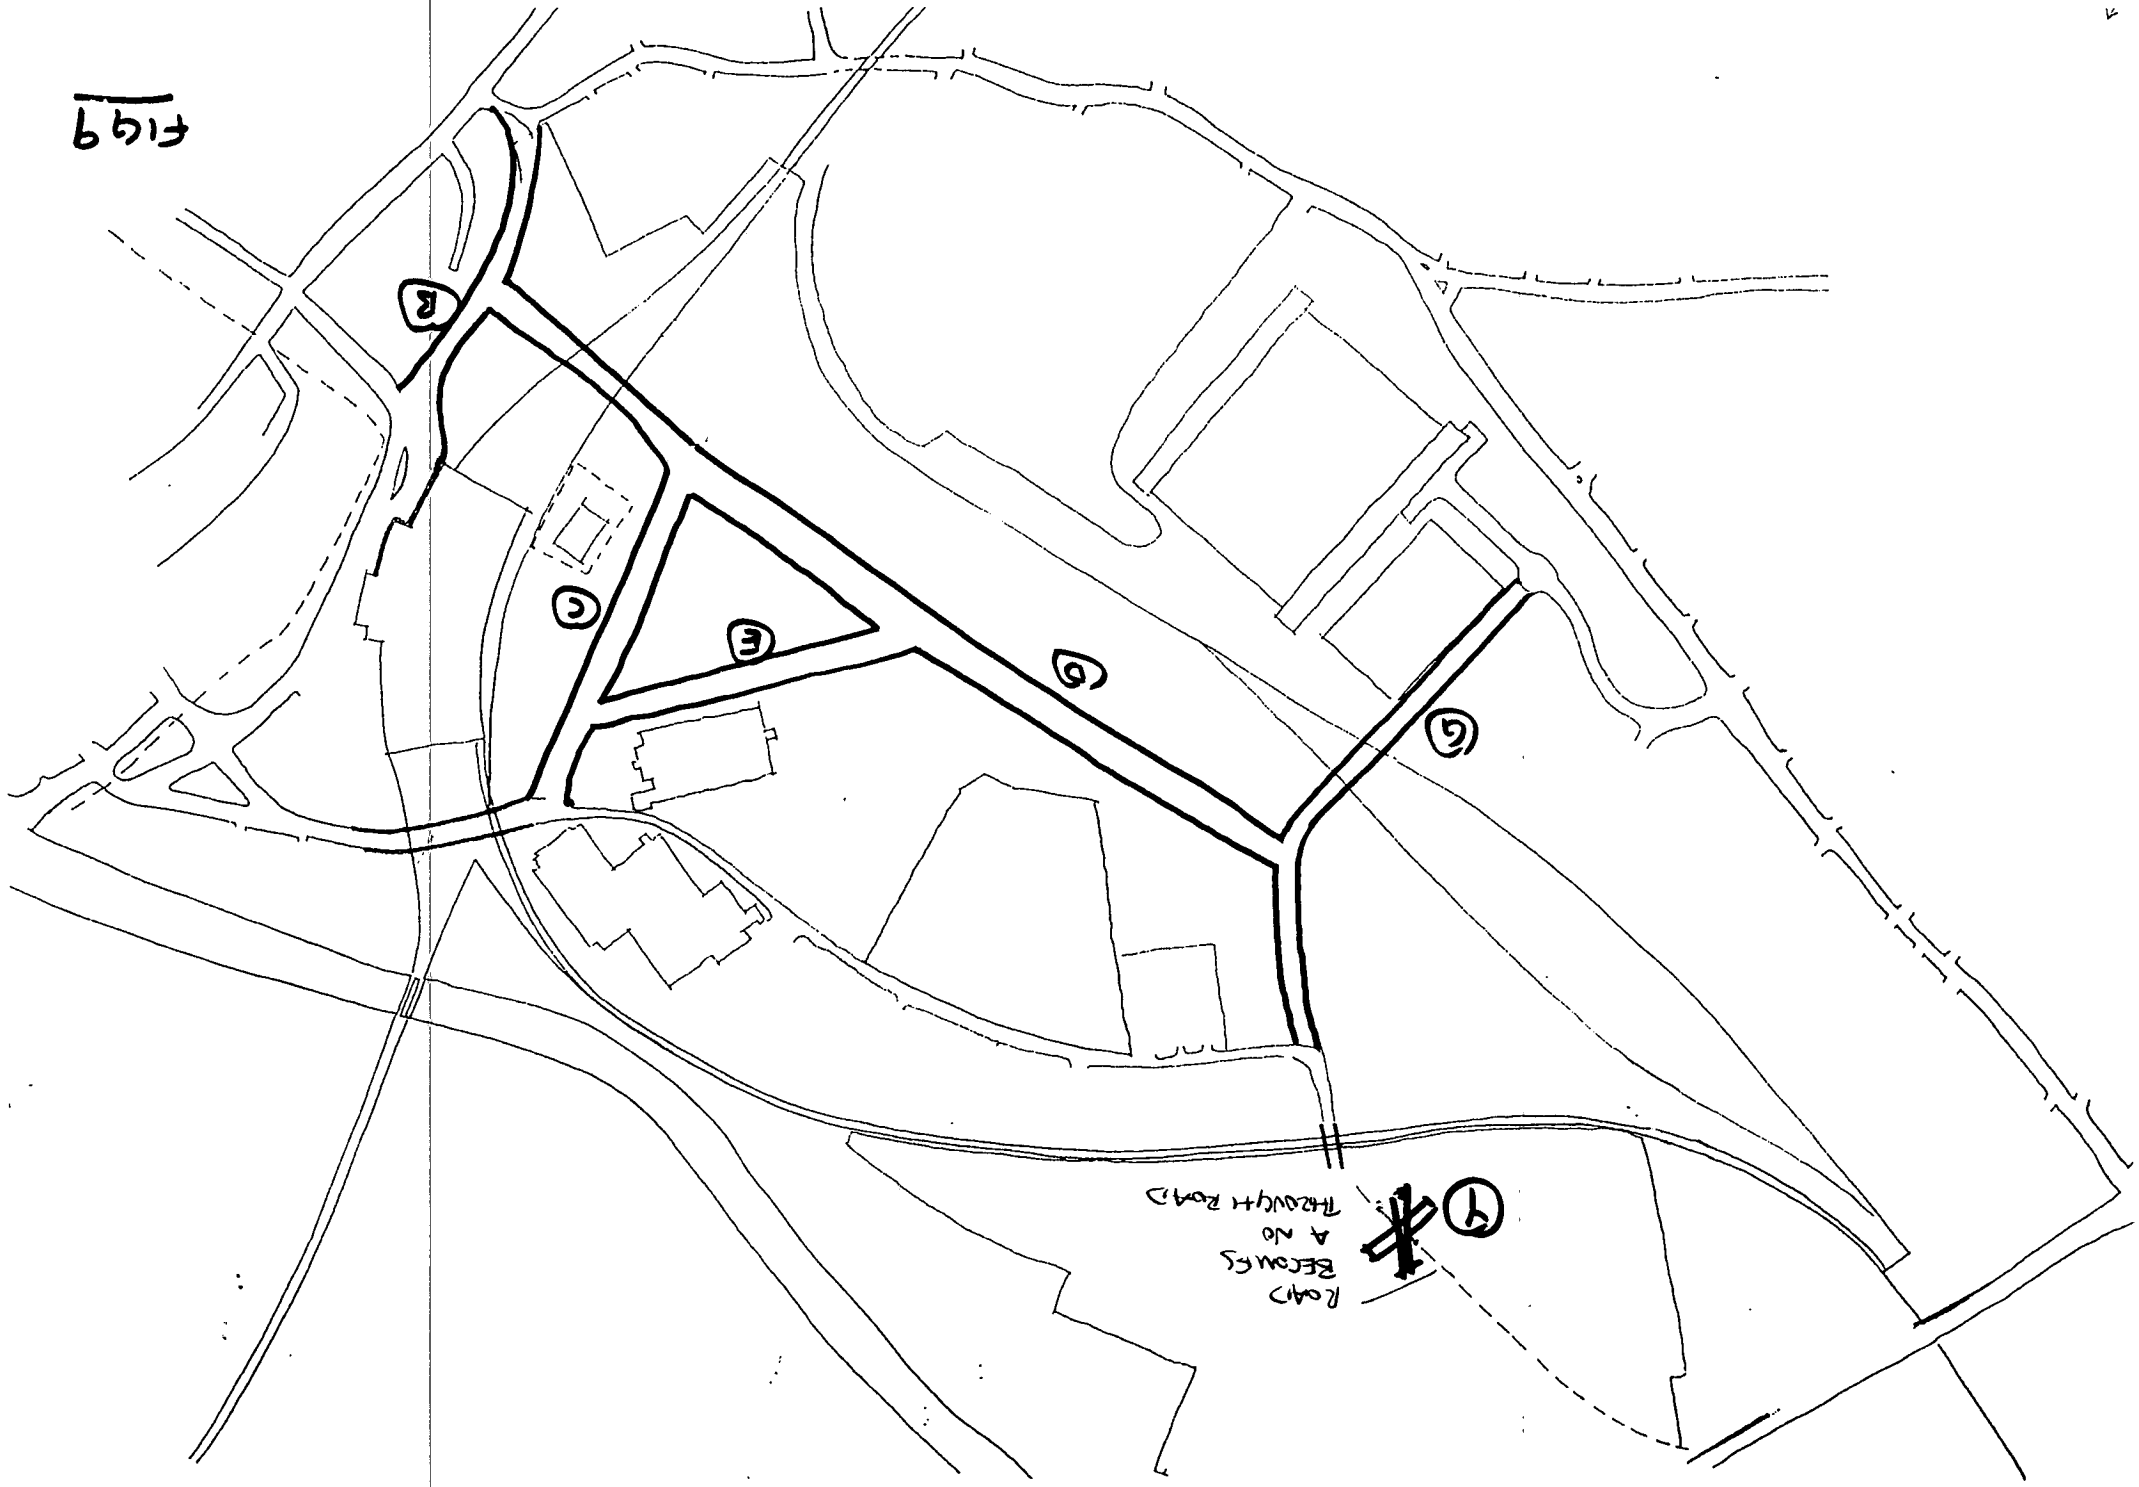 ROAD
BECOMES
A NO
THROUGH ROAD
G
D
E
C
B
FIG 9